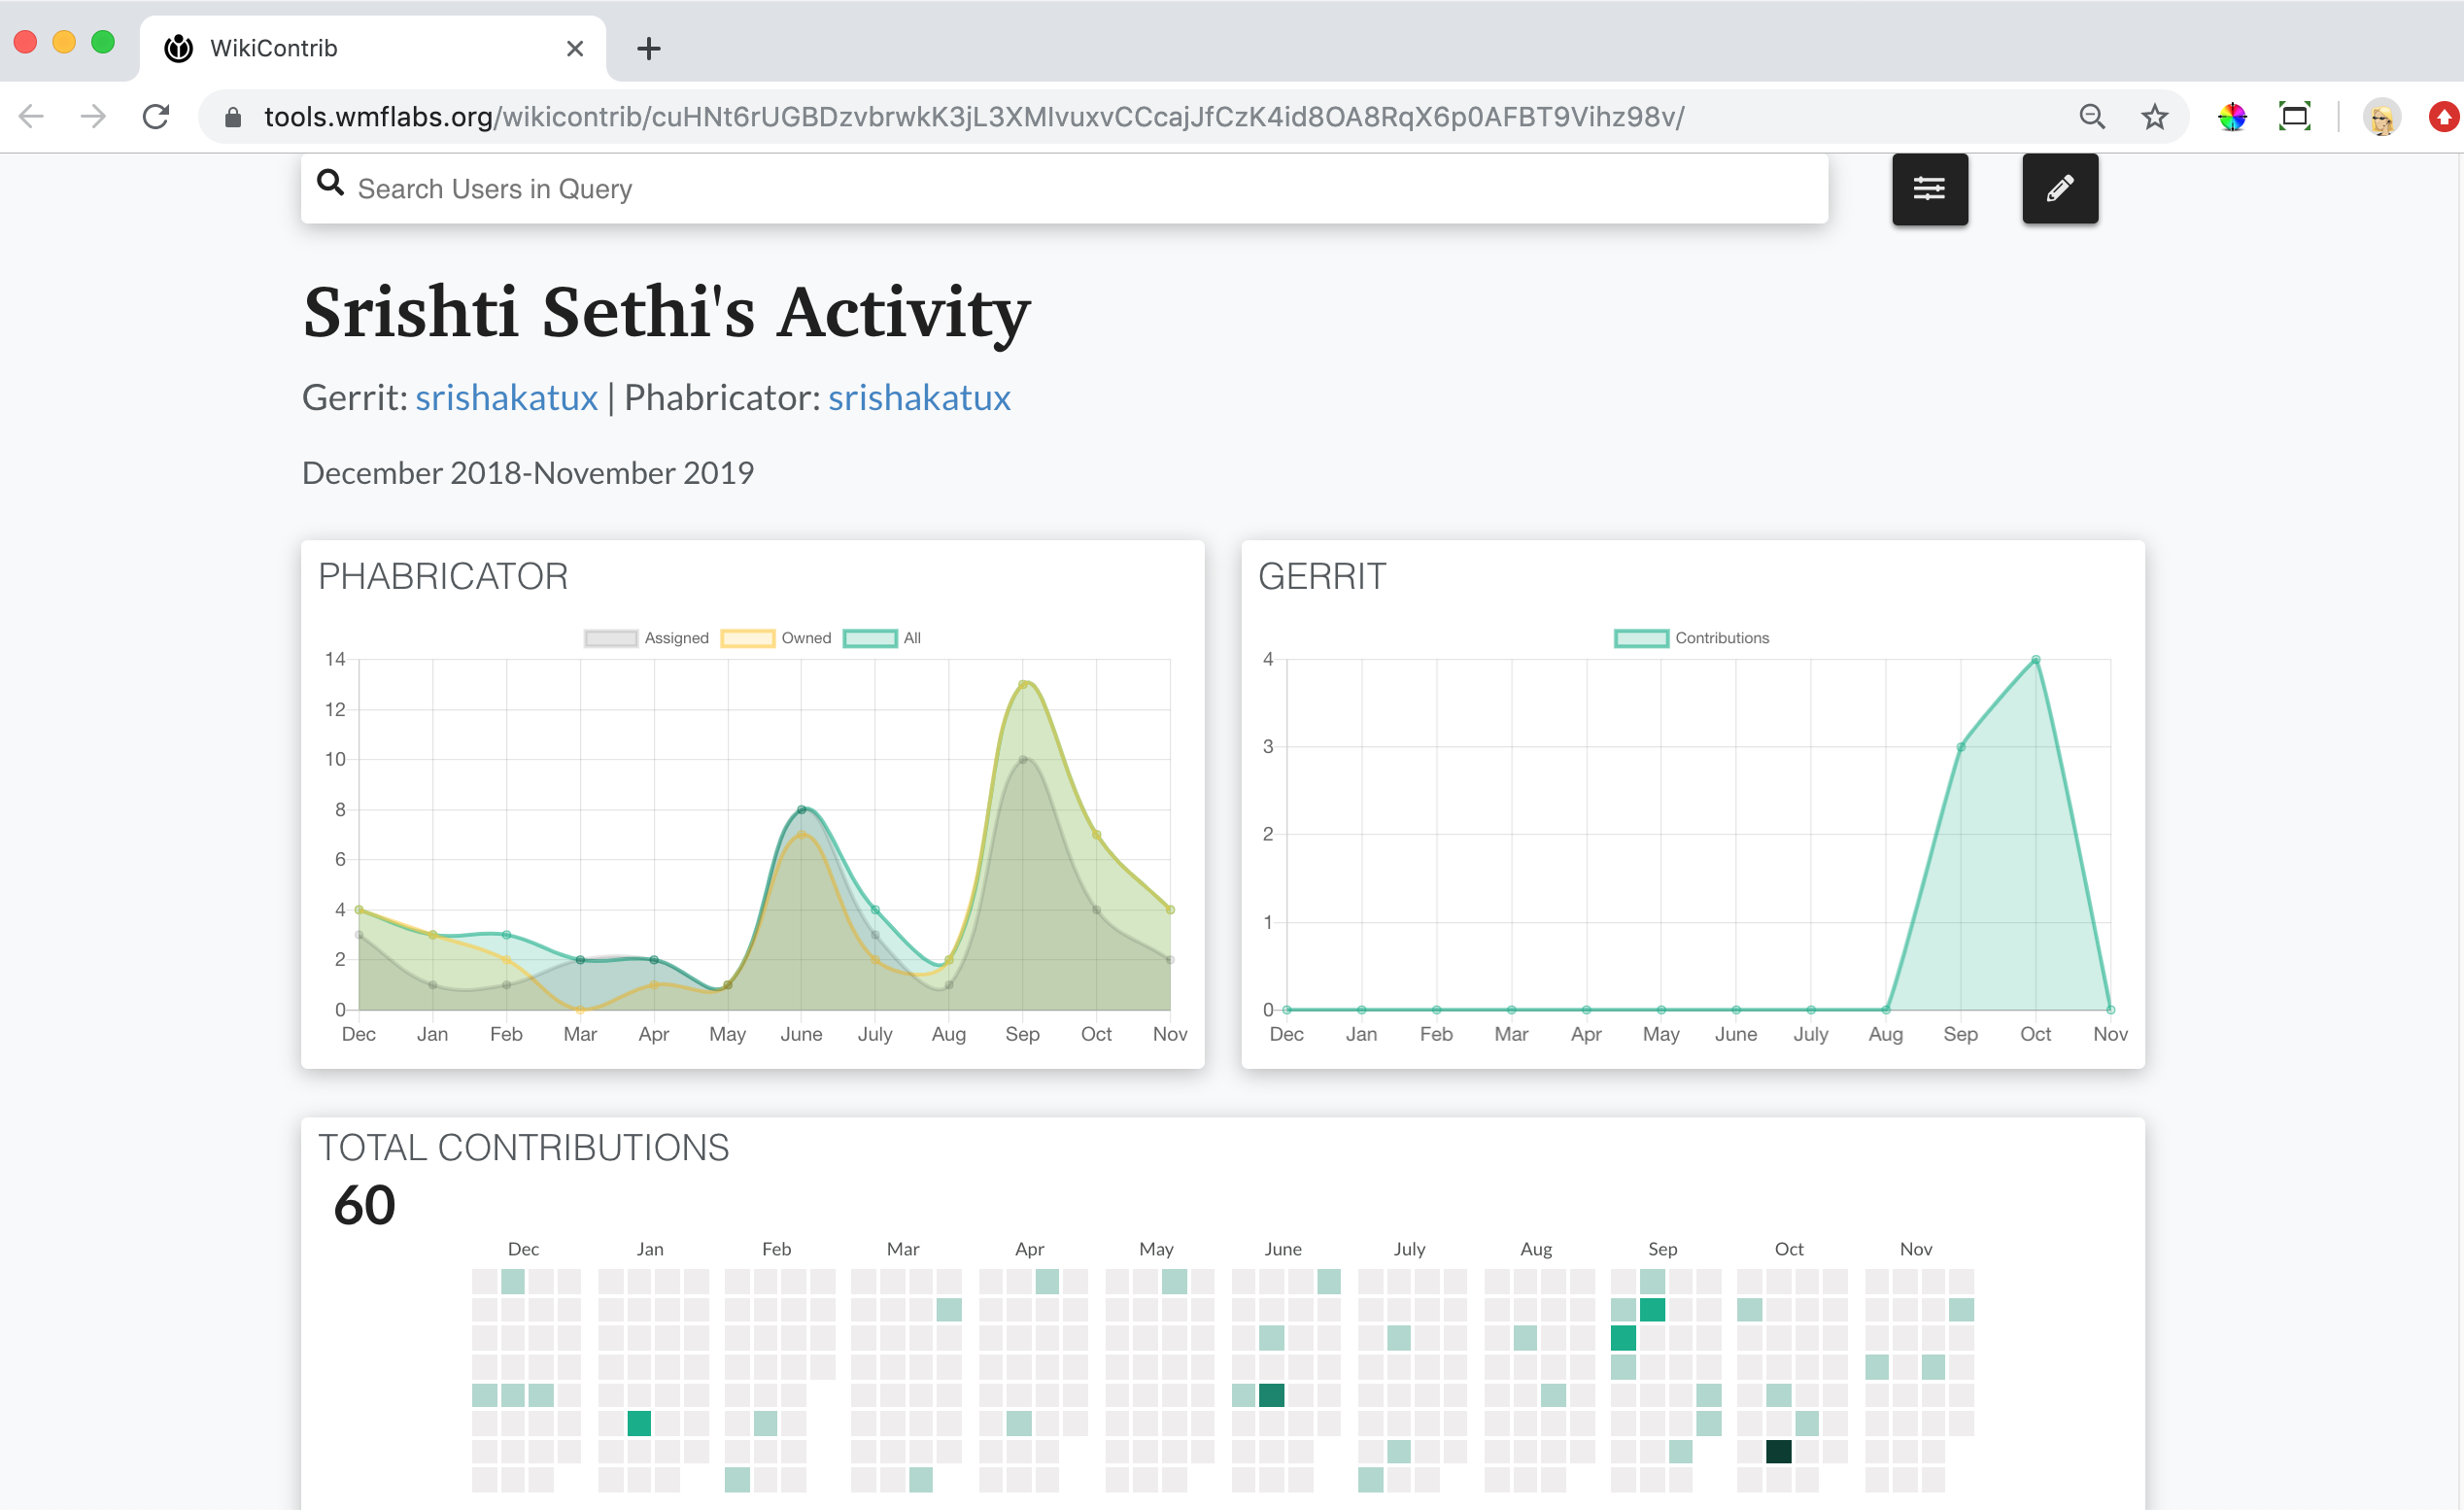 WikiContrib
tools.wmflabs.org/wikicontrib/cuHNt6rUGBDzvbrwkK3jL3XMIvuxvCCcajJfCzK4id8OA8RqX6p0AFBT9Vihz98v/
Search Users in Query
Srishti Sethi's Activity
Gerrit: srishakatux | Phabricator: srishakatux
December 2018-November 2019
PHABRICATOR
Assigned Owned All
14
12
10
8
6
4
2
0
Dec Jan Feb Mar Apr May June July Aug Sep Oct Nov
GERRIT
Contributions
4
3
2
1
0
Dec Jan Feb Mar Apr May June July Aug Sep Oct Nov
TOTAL CONTRIBUTIONS
60
Dec Jan Feb Mar Apr May June July Aug Sep Oct Nov